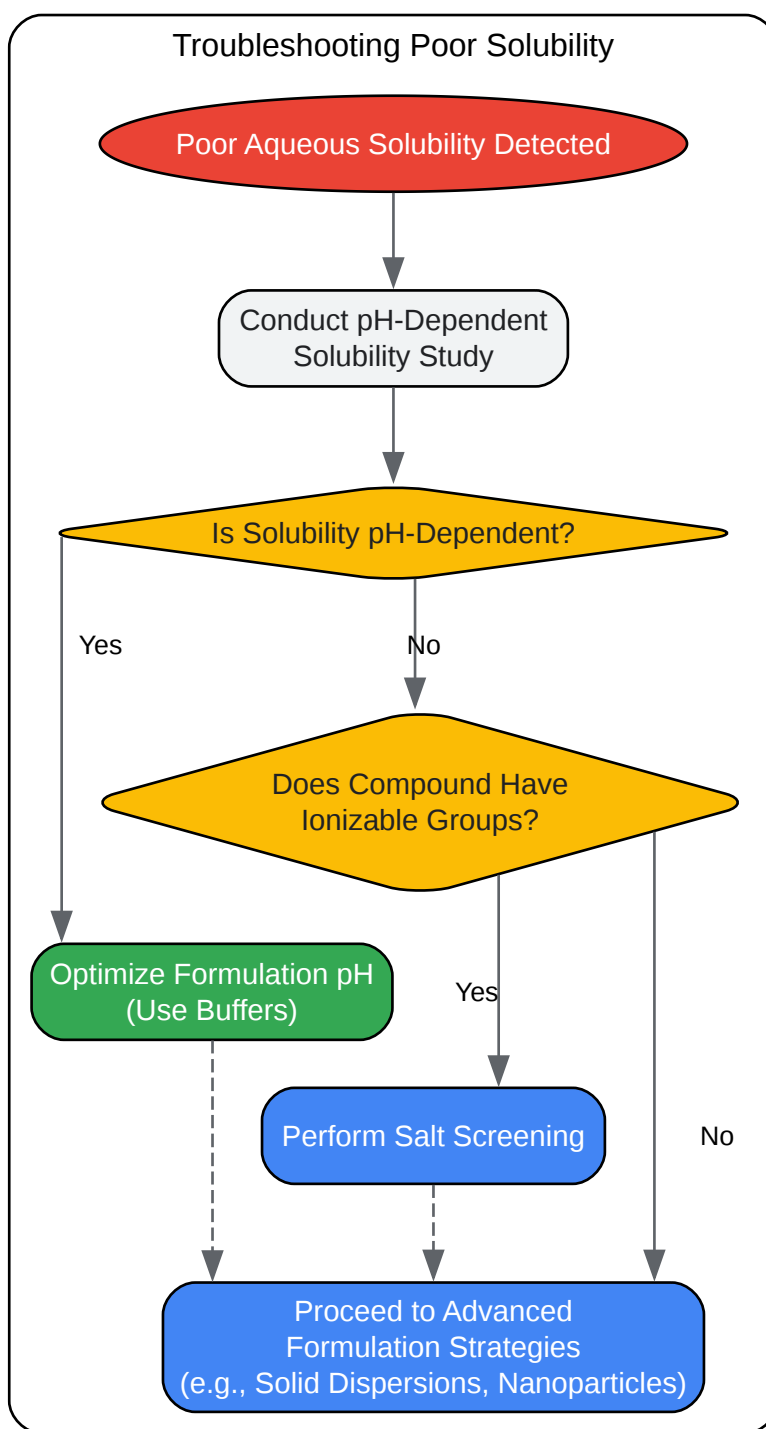 Troubleshooting Poor Solubility
Poor Aqueous Solubility Detected
Conduct pH-Dependent
Solubility Study
Is Solubility pH-Dependent?
Yes
No
Does Compound Have
Ionizable Groups?
Optimize Formulation pH
(Use Buffers)
Yes
Perform Salt Screening
No
Proceed to Advanced
Formulation Strategies
(e.g., Solid Dispersions, Nanoparticles)